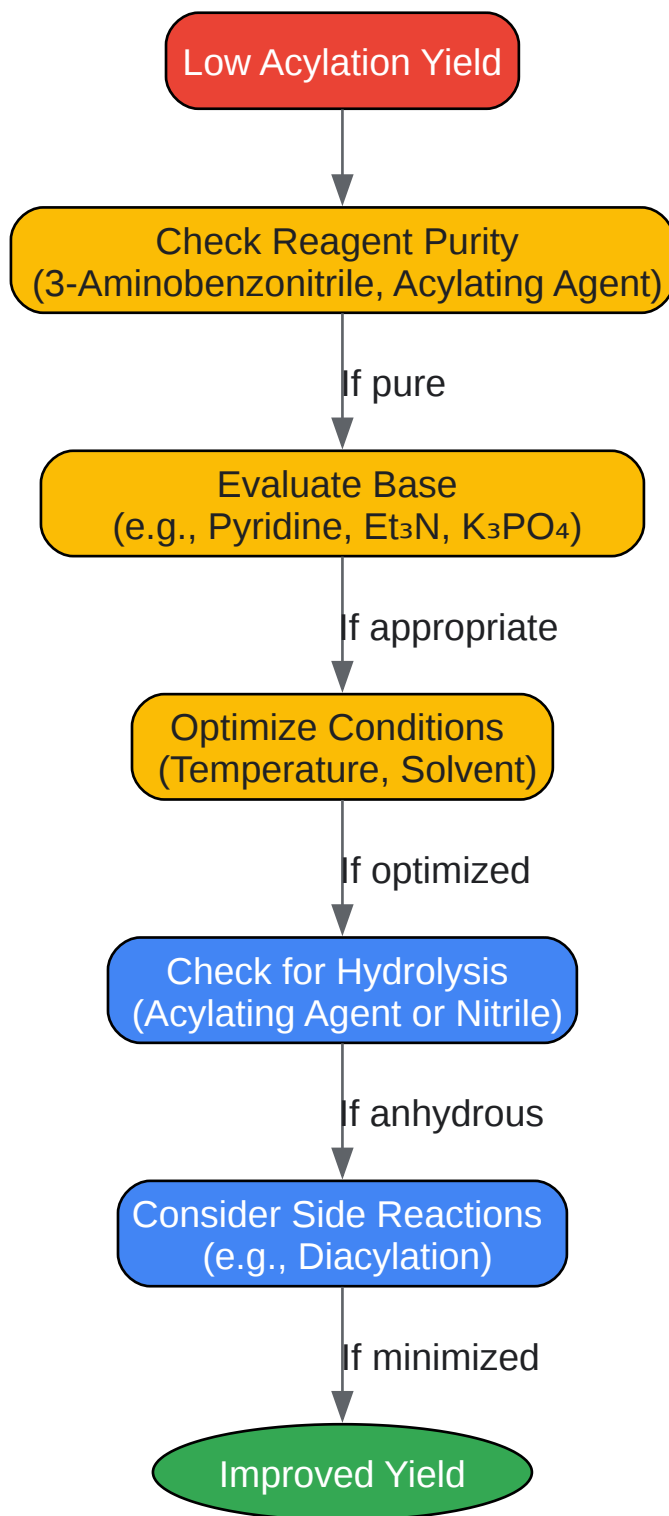 Low Acylation Yield
Check Reagent Purity
(3-Aminobenzonitrile, Acylating Agent)
If pure
Evaluate Base
(e.g., Pyridine, Et₃N, K₃PO₄)
If appropriate
Optimize Conditions
(Temperature, Solvent)
If optimized
Check for Hydrolysis
(Acylating Agent or Nitrile)
If anhydrous
Consider Side Reactions
(e.g., Diacylation)
If minimized
Improved Yield